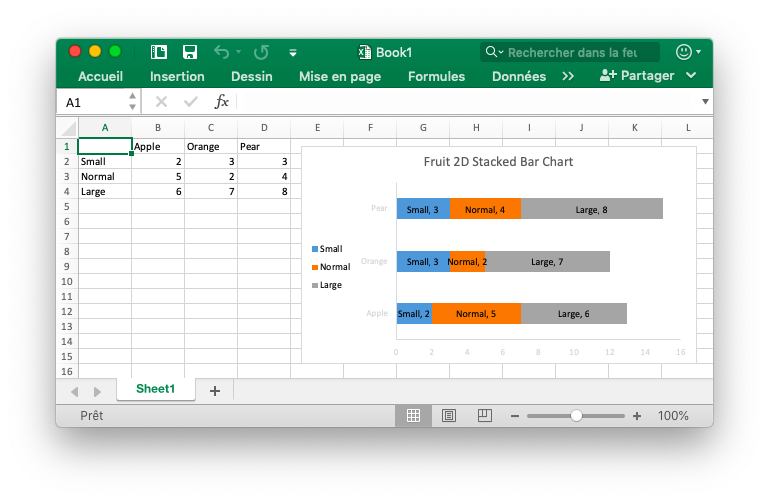 Book1
Rechercher dans la feu
Accueil Insertion Dessin Mise en page Formules Données >> Partager
A1 fx
A B C D E F G H I J K L
1 Apple Orange Pear
2 Small 2 3 3
3 Normal 5 2 4
4 Large 6 7 8
5
6
7
8
9
10
11
12
13
14
15
16
Fruit 2D Stacked Bar Chart
Pear Small, 3 Normal, 4 Large, 8
Small
Normal
Large
Orange Small, 3 Normal, 2 Large, 7
Apple Small, 2 Normal, 5 Large, 6
0 2 4 6 8 10 12 14 16
Sheet1 +
Prêt
100%